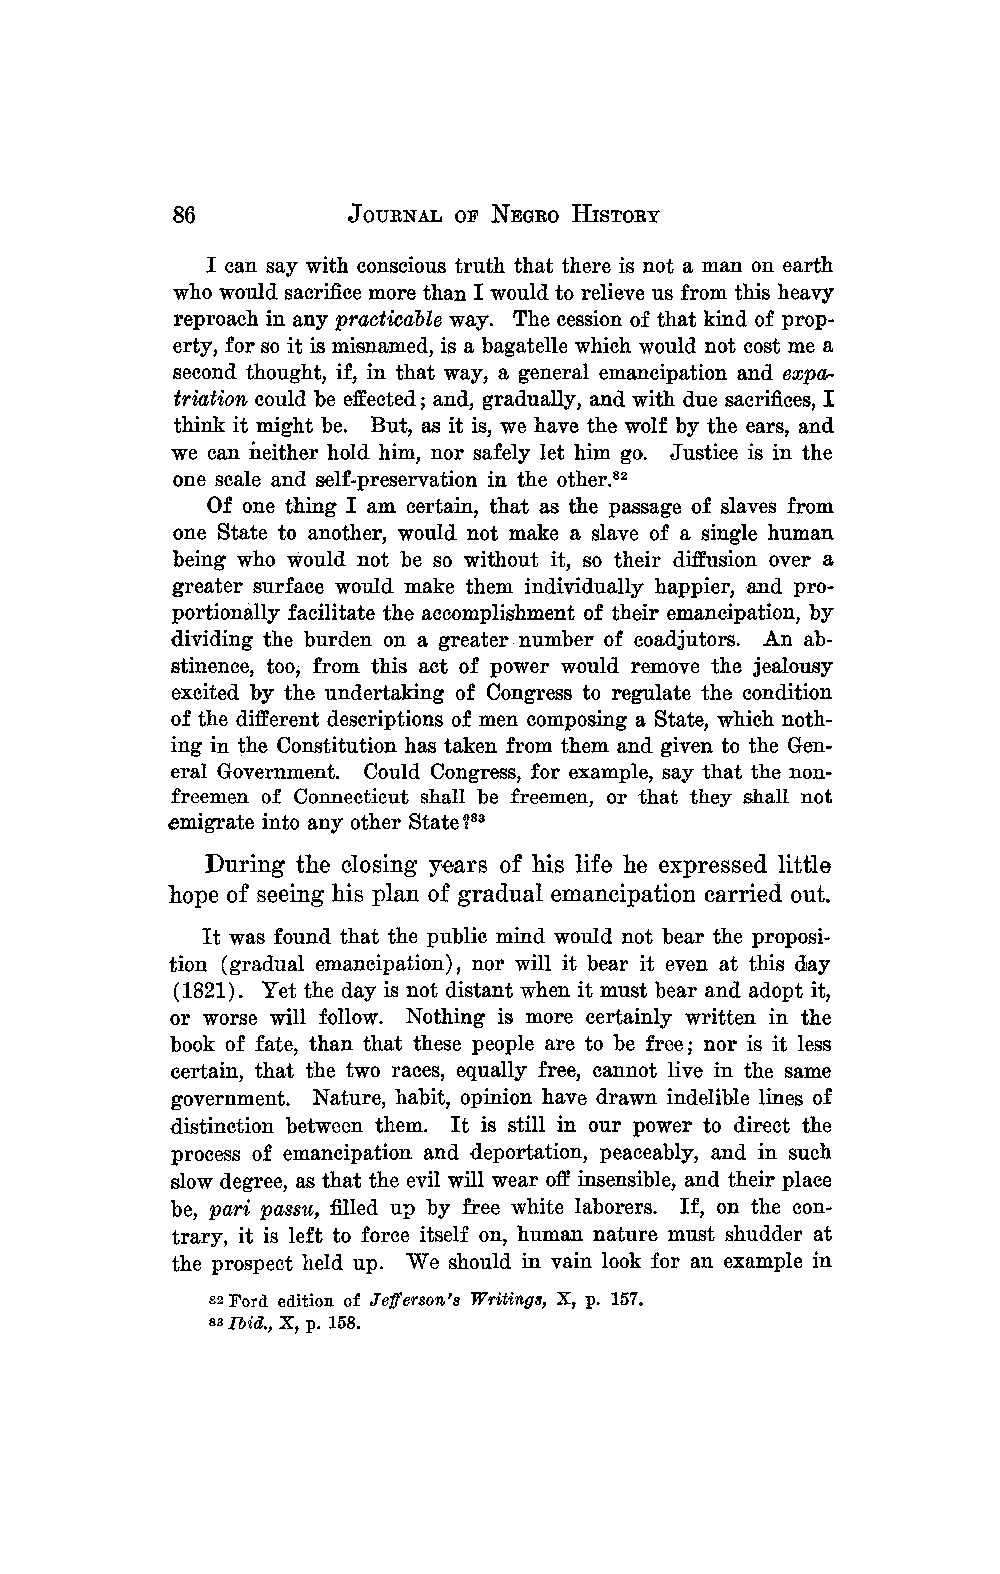 86 JOURNAL OF NEGRO HISTORY
I can say with conscious truth that there is not a man on earth
who would sacrifice more than I would to relieve us from this heavy
reproach in any practicable way. The cession of that kind of prop-
erty, for so it is misnamed, is a bagatelle which would not cost me a
second thought, if, in that way, a general emancipation and expa-
triation could be effected; and, gradually, and with due sacrifices, I
think it might be. But, as it is, we have the wolf by the ears, and
we can neither hold him, nor safely let him go. Justice is in the
one scale and self-preservation in the other.82
Of one thing I am certain, that as the passage of slaves from
one State to another, would not make a slave of a single human
being who would not be so without it, so their diffusion over a
greater surface would make them individually happier, and pro-
portionally facilitate the accomplishment of their emancipation, by
dividing the burden on a greater number of coadjutors. An ab-
stinence, too, from this act of power would remove the jealousy
excited by the undertaking of Congress to regulate the condition
of the different descriptions of men composing a State, which noth-
ing in the Constitution has taken from them and given to the Gen-
eral Government. Could Congress, for example, say that the non-
freemen of Connecticut shall be freemen, or that they shall not
emigrate into any other State?83
During the closing years of his life he expressed little
hope of seeing his plan of gradual emancipation carried out.
It was found that the public mind would not bear the proposi-
tion (gradual emancipation), nor will it bear it even at this day
(1821). Yet the day is not distant when it must bear and adopt it,
or worse will follow. Nothing is more certainly written in the
book of fate, than that these people are to be free; nor is it less
certain, that the two races, equally free, cannot live in the same
government. Nature, habit, opinion have drawn indelible lines of
distinction between them. It is still in our power to direct the
process of emancipation and deportation, peaceably, and in such
slow degree, as that the evil will wear off insensible, and their place
be, pari passu, filled up by free white laborers. If, on the con-
trary, it is left to force itself on, human nature must shudder at
the prospect held up. We should in vain look for an example in
82 Ford edition of Jefferson's Writings, X, p. 157.
83 Ibid., X, p. 158.